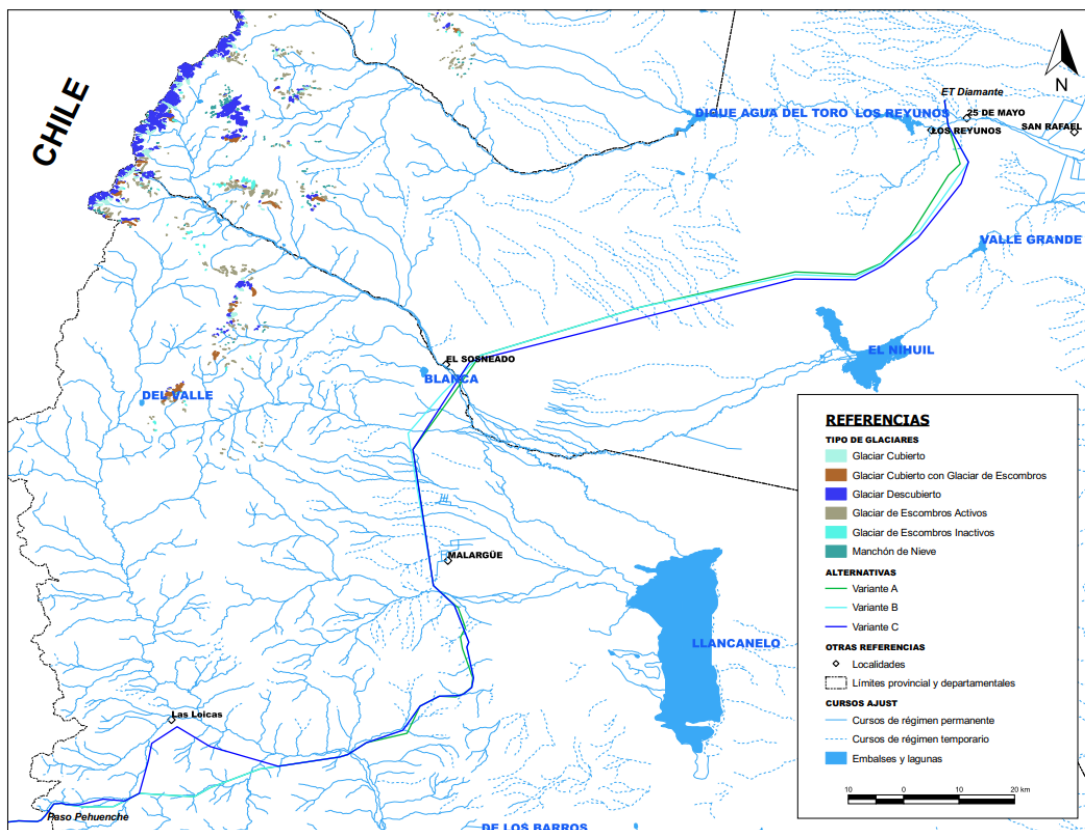 CHILE
N
ET Diamante
DIQUE AGUA DEL TORO
LOS REYUNOS
25 DE MAYO
SAN RAFAEL
LOS REYUNOS
VALLE GRANDE
EL SOSNEADO
BLANCA
EL NIHUIL
DEL VALLE
MALARGÜE
LLANCANELO
Las Loicas
Paso Pehuenche
DE LOS BARROS
REFERENCIAS
TIPO DE GLACIARES
Glaciar Cubierto
Glaciar Cubierto con Glaciar de Escombros
Glaciar Descubierto
Glaciar de Escombros Activos
Glaciar de Escombros Inactivos
Manchón de Nieve
ALTERNATIVAS
Variante A
Variante B
Variante C
OTRAS REFERENCIAS
Localidades
Límites provincial y departamentales
CURSOS AJUST
Cursos de régimen permanente
Cursos de régimen temporario
Embalses y lagunas
10 0 10 20 km